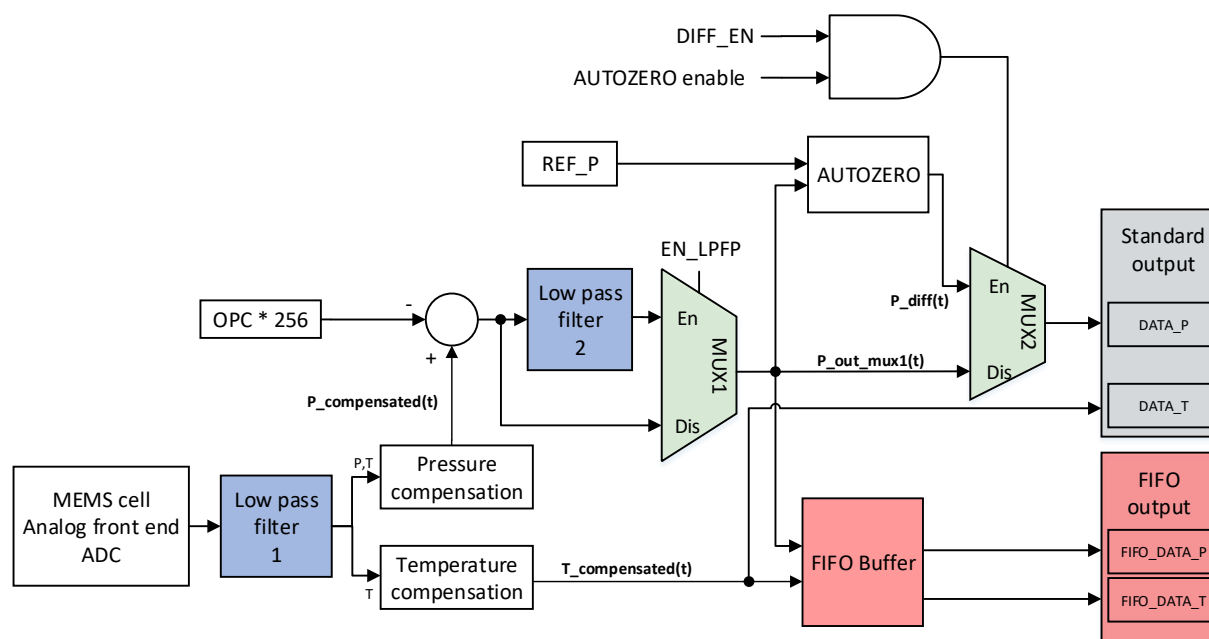 DIFF_EN
AUTOZERO enable
REF_P
AUTOZERO
Standard
output
EN_LPFP
En
MUX2
P_diff(t)
Low pass
filter
2
OPC * 256
-
+
En
MUX1
DATA_P
P_out_mux1(t)
Dis
P_compensated(t)
Dis
DATA_T
P,T
Pressure
compensation
MEMS cell
Analog front end
ADC
Low pass
filter
1
FIFO
output
FIFO_DATA_P
T
Temperature
compensation
T_compensated(t)
FIFO Buffer
FIFO_DATA_T